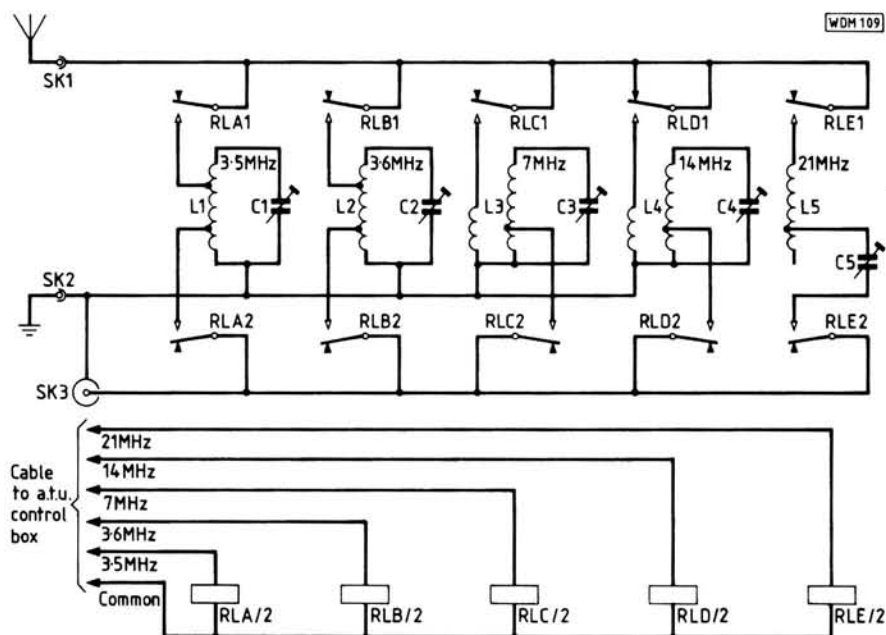 WDM 109
SK1
RLA1 RLB1 RLC1 RLD1 RLE1
3·5MHz 3·6MHz 7MHz 14MHz 21MHz
L1 C1 L2 C2 L3 C3 L4 C4 L5
C5
SK2
RLA2 RLB2 RLC2 RLD2 RLE2
SK3
21MHz
14MHz
7MHz
3·6MHz
3·5MHz
Common
Cable
to a.t.u.
control
box
RLA/2 RLB/2 RLC/2 RLD/2 RLE/2